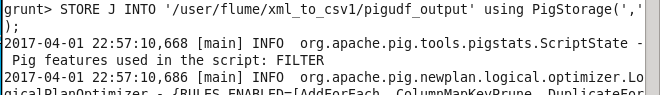 grunt> STORE J INTO '/user/flume/xml_to_csv1/pigudf_output' using PigStorage(','
);
2017-04-01 22:57:10,668 [main] INFO  org.apache.pig.tools.pigstats.ScriptState -
 Pig features used in the script: FILTER
2017-04-01 22:57:10,686 [main] INFO  org.apache.pig.newplan.logical.optimizer.Lo
gicalPlanOptimizer - {RULES_ENABLED=[AddForEach, ColumnMapKeyPrune, DuplicateFor